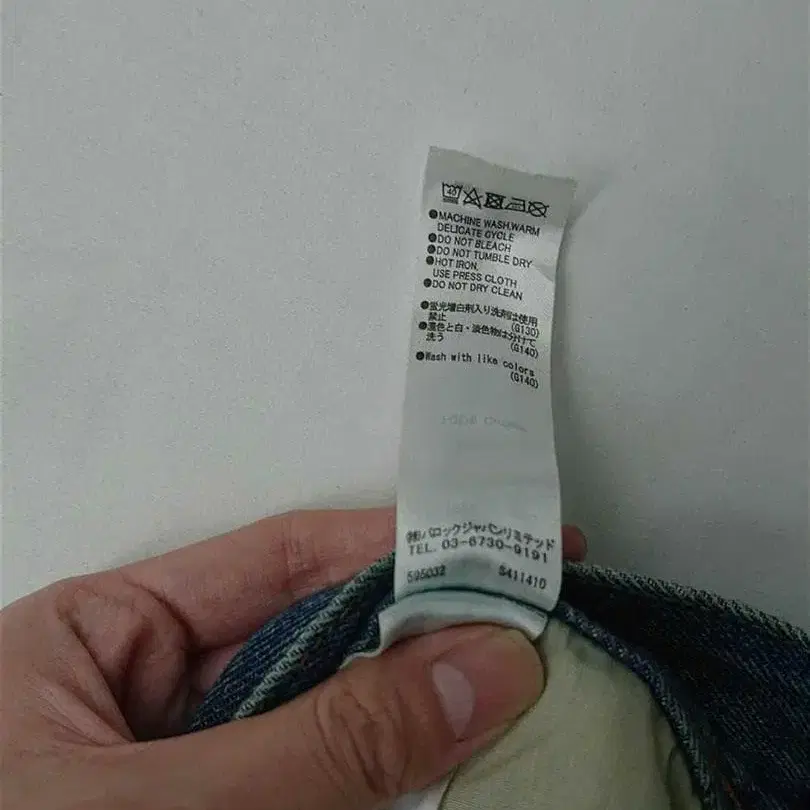 40
●MACHINE WASH.WARM
DELICATE CYCLE
●DO NOT BLEACH
●DO NOT TUMBLE DRY
●HOT IRON.
USE PRESS CLOTH
●DO NOT DRY CLEAN
●蛍光増白剤入り洗剤は使用
禁止 (G130)
●濃色と白・淡色物は分けて
洗う (G140)
●Wash with like colors
(G140)
㈱バロックジャパンリミテッド
TEL. 03-6730-9191
595032 S411410